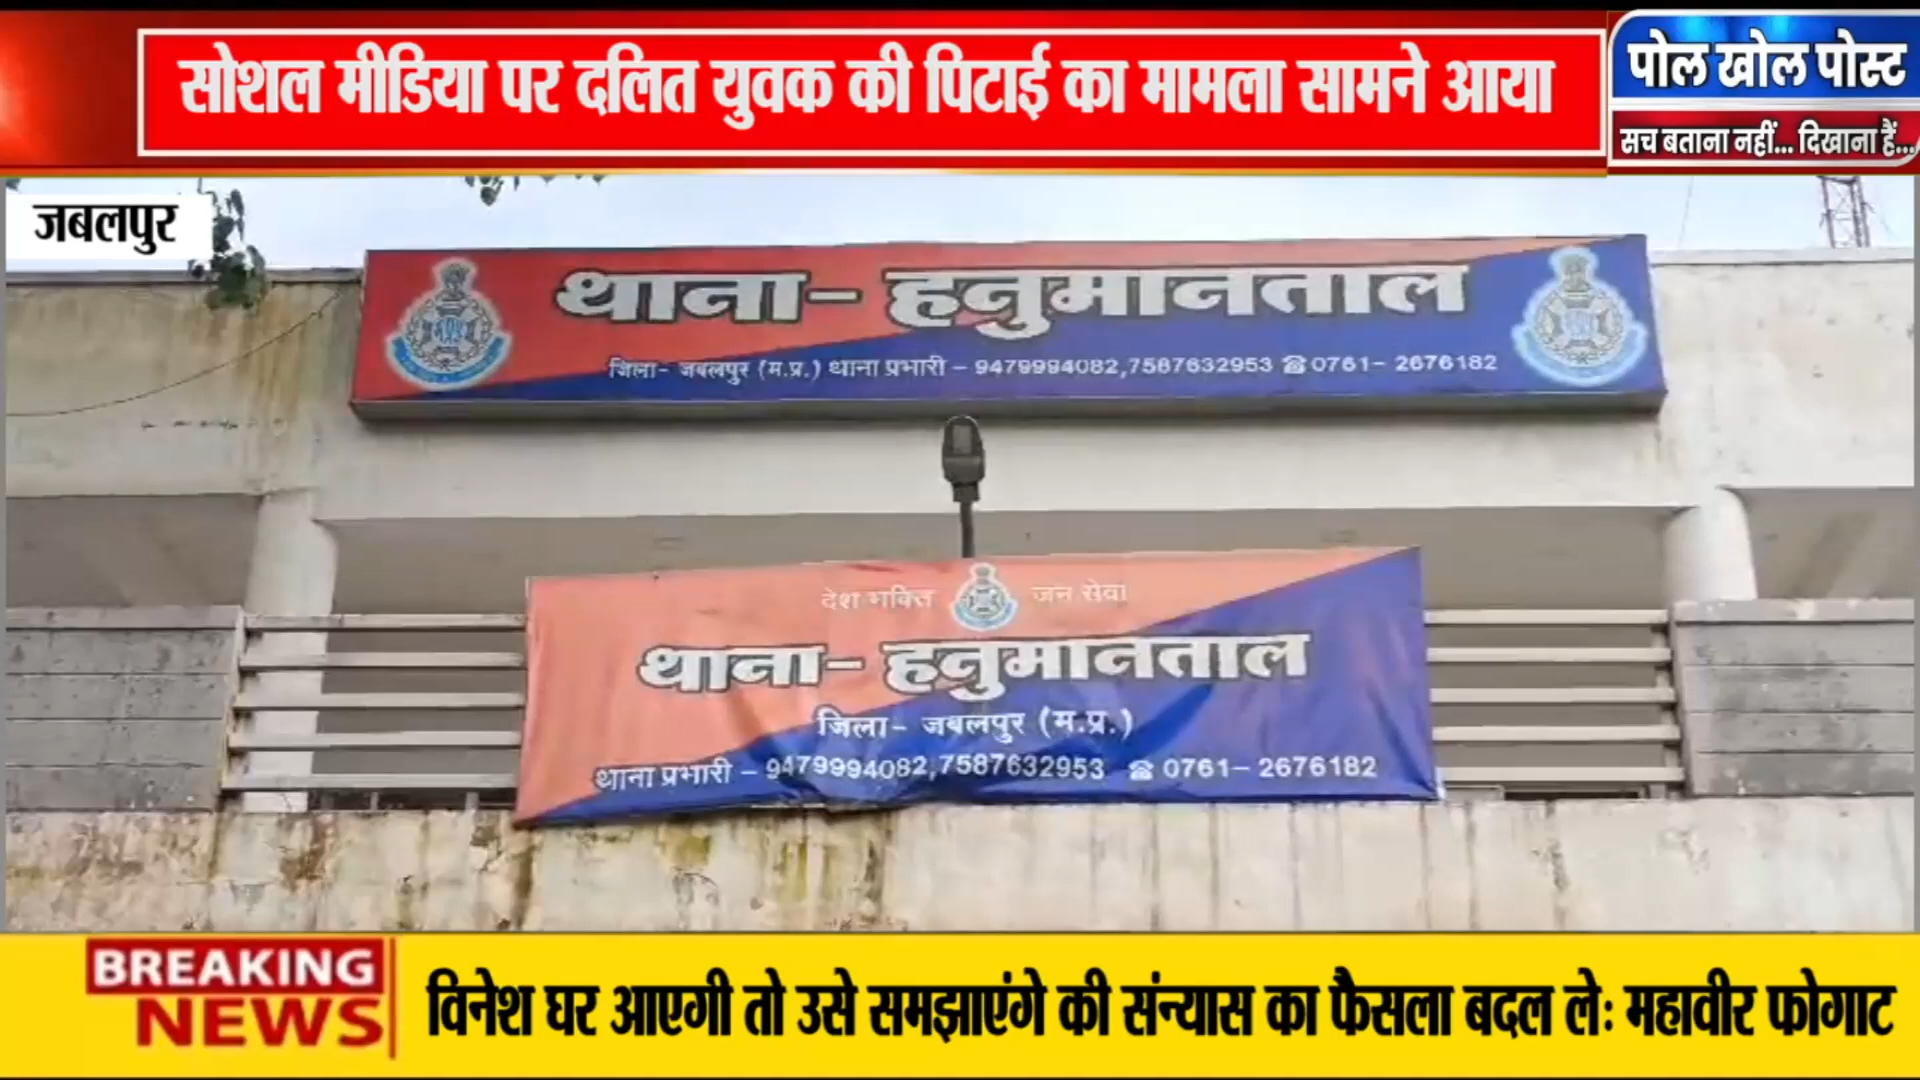 सोशल मीडिया पर दलित युवक की पिटाई का मामला सामने आया
पोल खोल पोस्ट
सच बताना नहीं... दिखाना हैं...
जबलपुर
थाना- हनुमानताल
जिला- जबलपुर (म.प्र.) थाना प्रभारी - 9479994082,7587632953 ☎0761- 2676182
देश भक्ति जन सेवा
थाना- हनुमानताल
जिला- जबलपुर (म.प्र.)
थाना प्रभारी - 9479994082,7587632953 ☎ 0761- 2676182
BREAKING
NEWS
विनेश घर आएगी तो उसे समझाएंगे की संन्यास का फैसला बदल ले: महावीर फोगाट